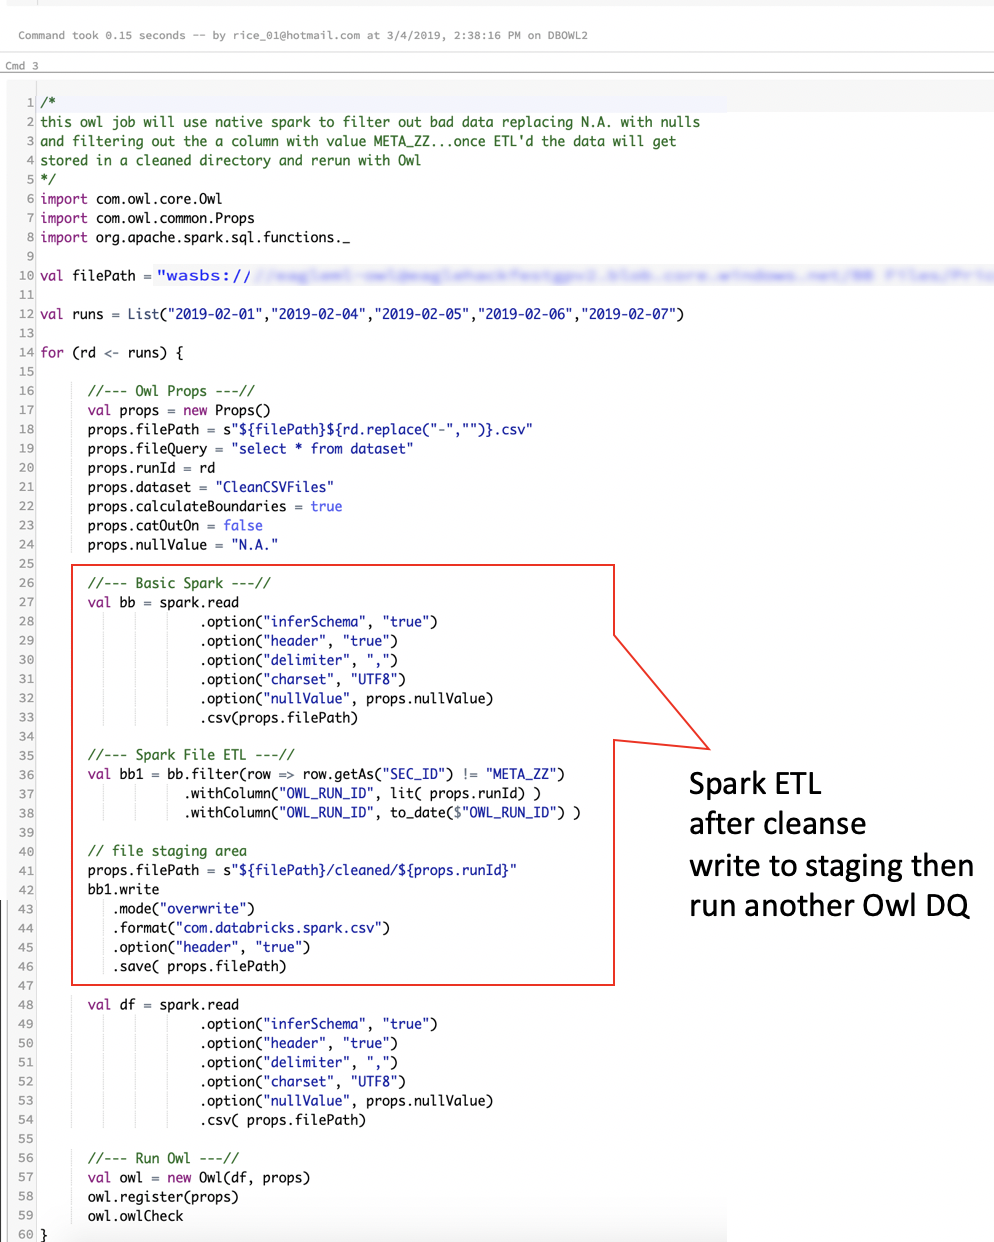 Command took 0.15 seconds -- by rice_01@hotmail.com at 3/4/2019, 2:38:16 PM on DBOWL2
Cmd 3
1 /*
2 this owl job will use native spark to filter out bad data replacing N.A. with nulls
3 and filtering out the a column with value META_ZZ...once ETL'd the data will get
4 stored in a cleaned directory and rerun with Owl
5 */
6 import com.owl.core.Owl
7 import com.owl.common.Props
8 import org.apache.spark.sql.functions._
9
10 val filePath = "wasbs://
11
12 val runs = List("2019-02-01","2019-02-04","2019-02-05","2019-02-06","2019-02-07")
13
14 for (rd <- runs) {
15
16 //--- Owl Props ---//
17 val props = new Props()
18 props.filePath = s"${filePath}${rd.replace("-","")}.csv"
19 props.fileQuery = "select * from dataset"
20 props.runId = rd
21 props.dataset = "CleanCSVFiles"
22 props.calculateBoundaries = true
23 props.catOutOn = false
24 props.nullValue = "N.A."
25
26 //--- Basic Spark ---//
27 val bb = spark.read
28 .option("inferSchema", "true")
29 .option("header", "true")
30 .option("delimiter", ",")
31 .option("charset", "UTF8")
32 .option("nullValue", props.nullValue)
33 .csv(props.filePath)
34
35 //--- Spark File ETL ---//
36 val bb1 = bb.filter(row => row.getAs("SEC_ID") != "META_ZZ")
37 .withColumn("OWL_RUN_ID", lit( props.runId) )
38 .withColumn("OWL_RUN_ID", to_date($"OWL_RUN_ID") )
39
40 // file staging area
41 props.filePath = s"${filePath}/cleaned/${props.runId}"
42 bb1.write
43 .mode("overwrite")
44 .format("com.databricks.spark.csv")
45 .option("header", "true")
46 .save( props.filePath)
47
48 val df = spark.read
49 .option("inferSchema", "true")
50 .option("header", "true")
51 .option("delimiter", ",")
52 .option("charset", "UTF8")
53 .option("nullValue", props.nullValue)
54 .csv( props.filePath)
55
56 //--- Run Owl ---//
57 val owl = new Owl(df, props)
58 owl.register(props)
59 owl.owlCheck
60 }
Spark ETL
after cleanse
write to staging then
run another Owl DQ